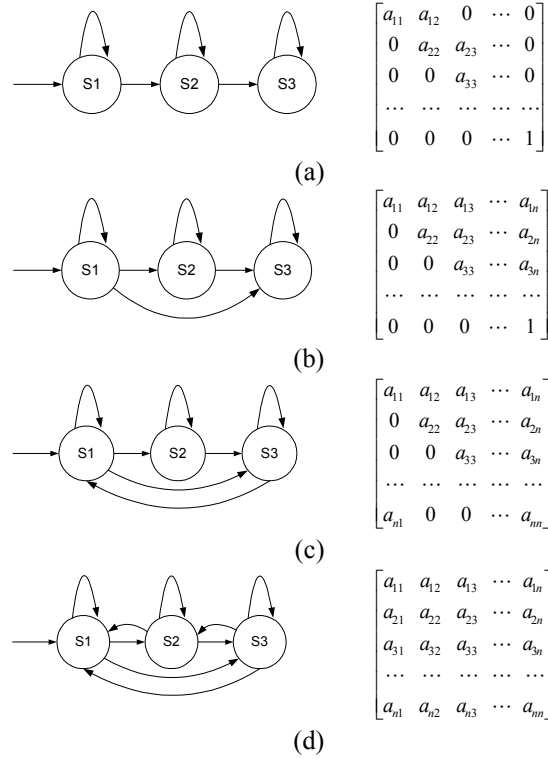 S1 S2 S3
a11 a12 0 ⋯ 0
0 a22 a23 ⋯ 0
0 0 a33 ⋯ 0
⋯ ⋯ ⋯ ⋯ ⋯
0 0 0 ⋯ 1
(a)
S1 S2 S3
a11 a12 a13 ⋯ a1n
0 a22 a23 ⋯ a2n
0 0 a33 ⋯ a3n
⋯ ⋯ ⋯ ⋯ ⋯
0 0 0 ⋯ 1
(b)
S1 S2 S3
a11 a12 a13 ⋯ a1n
0 a22 a23 ⋯ a2n
0 0 a33 ⋯ a3n
⋯ ⋯ ⋯ ⋯ ⋯
an1 0 0 ⋯ ann
(c)
S1 S2 S3
a11 a12 a13 ⋯ a1n
a21 a22 a23 ⋯ a2n
a31 a32 a33 ⋯ a3n
⋯ ⋯ ⋯ ⋯ ⋯
an1 an2 an3 ⋯ ann
(d)